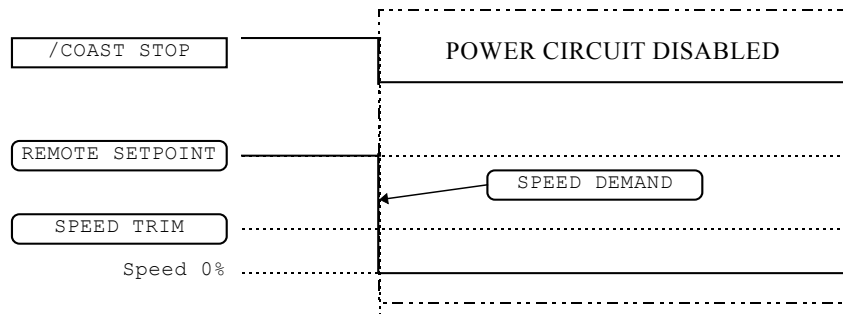 /COAST STOP
POWER CIRCUIT DISABLED
REMOTE SETPOINT
SPEED DEMAND
SPEED TRIM
Speed 0%